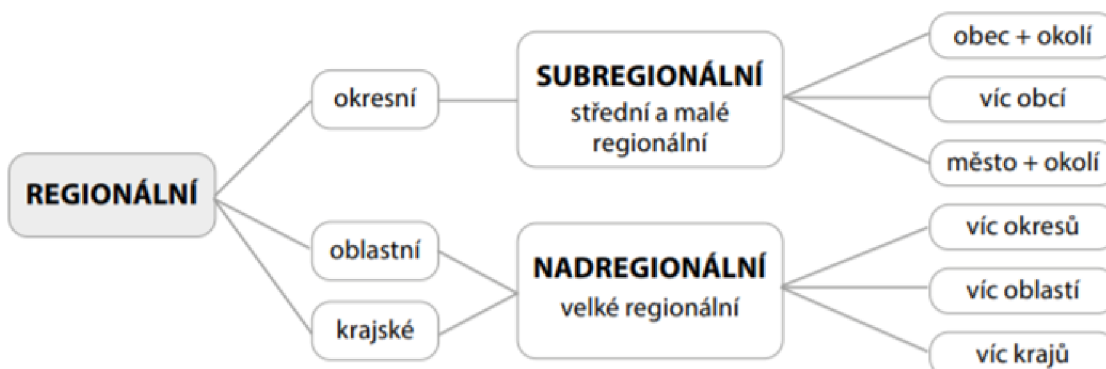 REGIONÁLNÍ
okresní
oblastní
krajské
SUBREGIONÁLNÍ
střední a malé
regionální
NADREGIONÁLNÍ
velké regionální
obec + okolí
víc obcí
město + okolí
víc okresů
víc oblastí
víc krajů